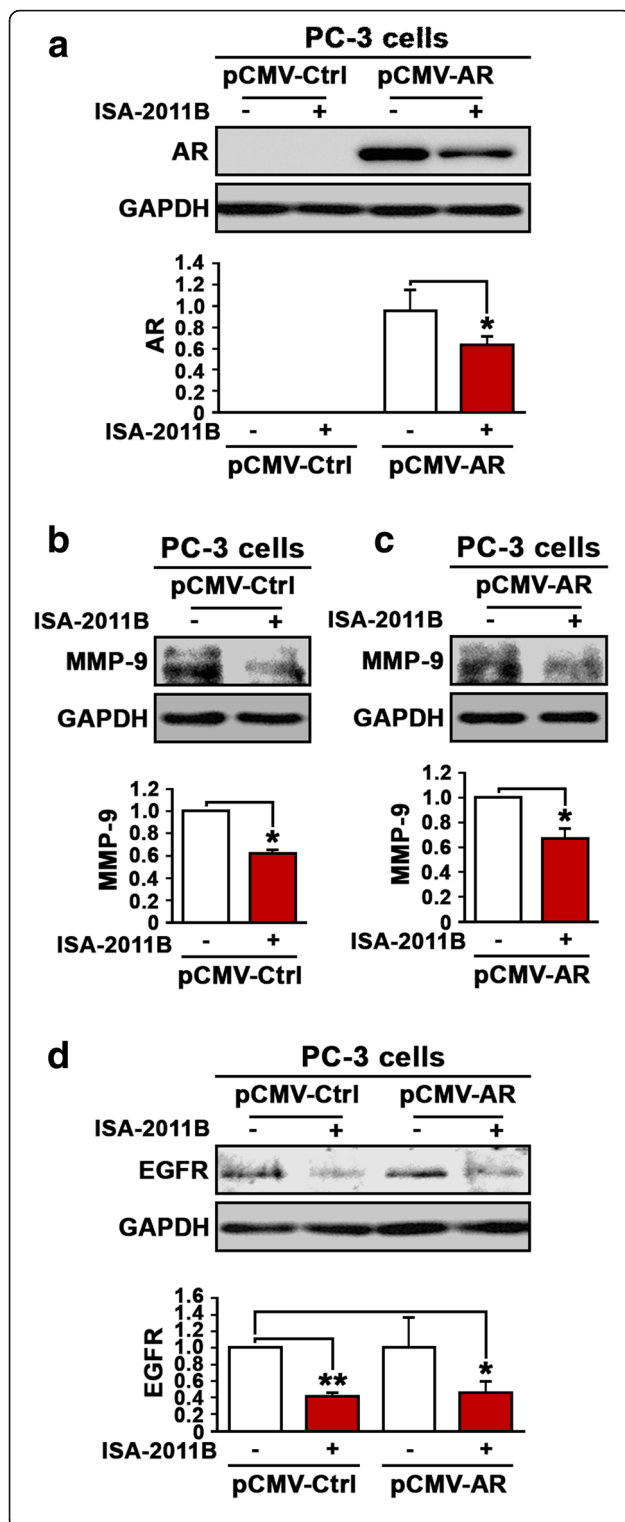 a
PC-3 cells
pCMV-Ctrl pCMV-AR
ISA-2011B - + - +
AR
GAPDH
AR
1.4
1.2
1.0
0.8
0.6
0.4
0.2
0
*
ISA-2011B - + - +
pCMV-Ctrl pCMV-AR
b
PC-3 cells
pCMV-Ctrl
ISA-2011B - +
MMP-9
GAPDH
MMP-9
1.2
1.0
0.8
0.6
0.4
0.2
0
*
ISA-2011B - +
pCMV-Ctrl
c
PC-3 cells
pCMV-AR
ISA-2011B - +
MMP-9
GAPDH
MMP-9
1.2
1.0
0.8
0.6
0.4
0.2
0
*
ISA-2011B - +
pCMV-AR
d
PC-3 cells
pCMV-Ctrl pCMV-AR
ISA-2011B - + - +
EGFR
GAPDH
EGFR
1.6
1.4
1.2
1.0
0.8
0.6
0.4
0.2
0
** *
ISA-2011B - + - +
pCMV-Ctrl pCMV-AR